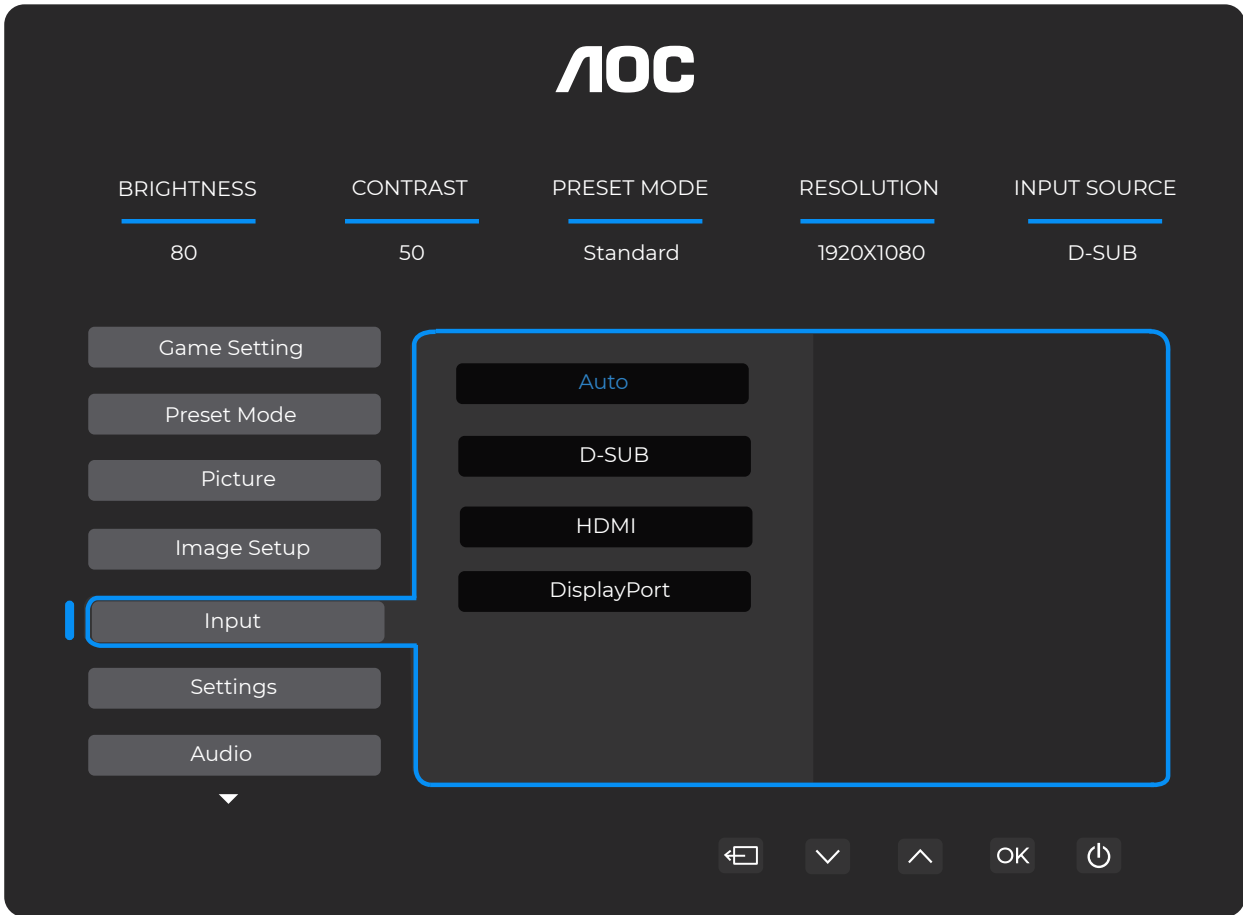 AOC
BRIGHTNESS CONTRAST PRESET MODE RESOLUTION INPUT SOURCE
80 50 Standard 1920X1080 D-SUB
Game Setting
Preset Mode
Picture
Image Setup
Input
Settings
Audio
Auto
D-SUB
HDMI
DisplayPort
OK